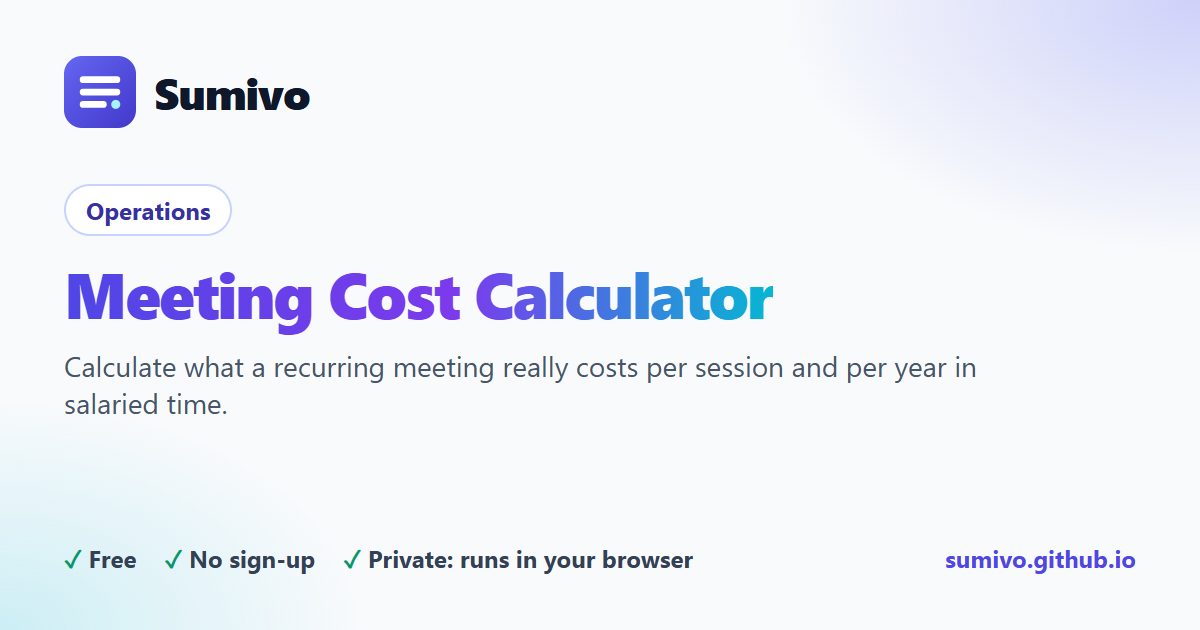 Sumivo
Operations
Meeting Cost Calculator
Calculate what a recurring meeting really costs per session and per year in
salaried time.
✓ Free ✓ No sign-up ✓ Private: runs in your browser
sumivo.github.io